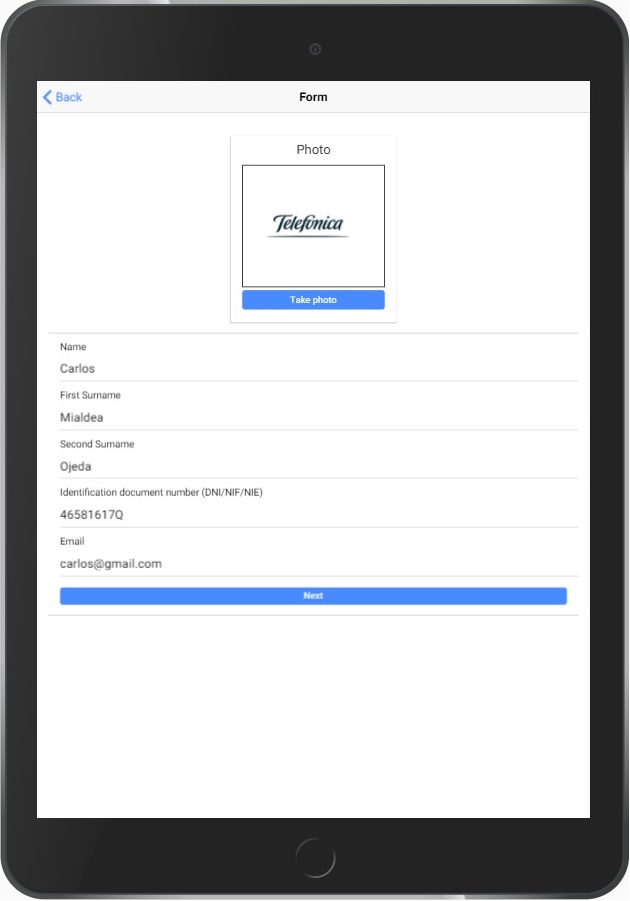 Back
Form
Photo
Telefónica
Take photo
Name
Carlos
First Surname
Mialdea
Second Surname
Ojeda
Identification document number (DNI/NIF/NIE)
46581617Q
Email
carlos@gmail.com
Next